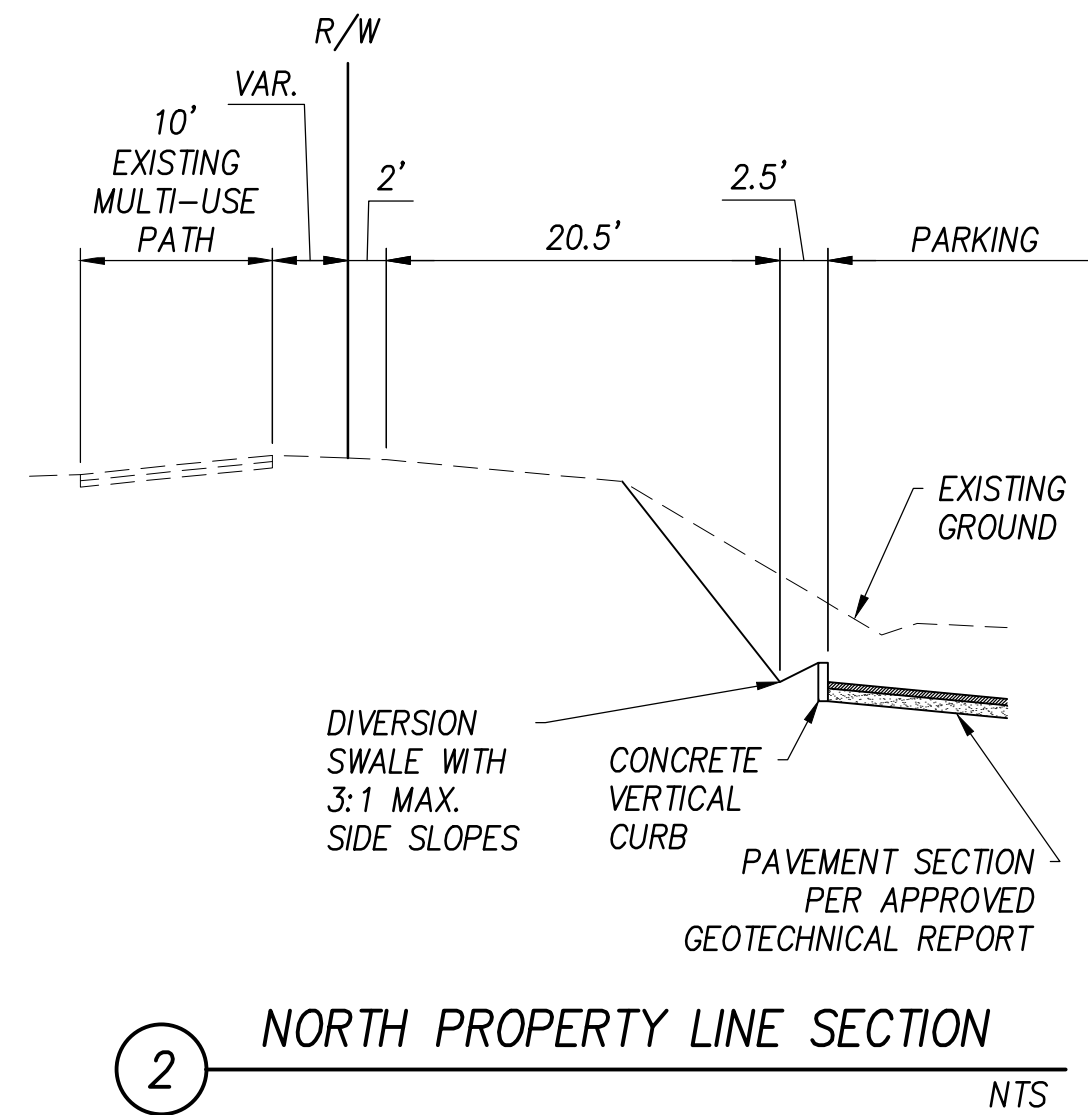 R/W
VAR.
10'
EXISTING
MULTI-USE
PATH
2'
20.5'
2.5'
PARKING
EXISTING
GROUND
DIVERSION
SWALE WITH
3:1 MAX.
SIDE SLOPES
CONCRETE
VERTICAL
CURB
PAVEMENT SECTION
PER APPROVED
GEOTECHNICAL REPORT
2
NORTH PROPERTY LINE SECTION
NTS